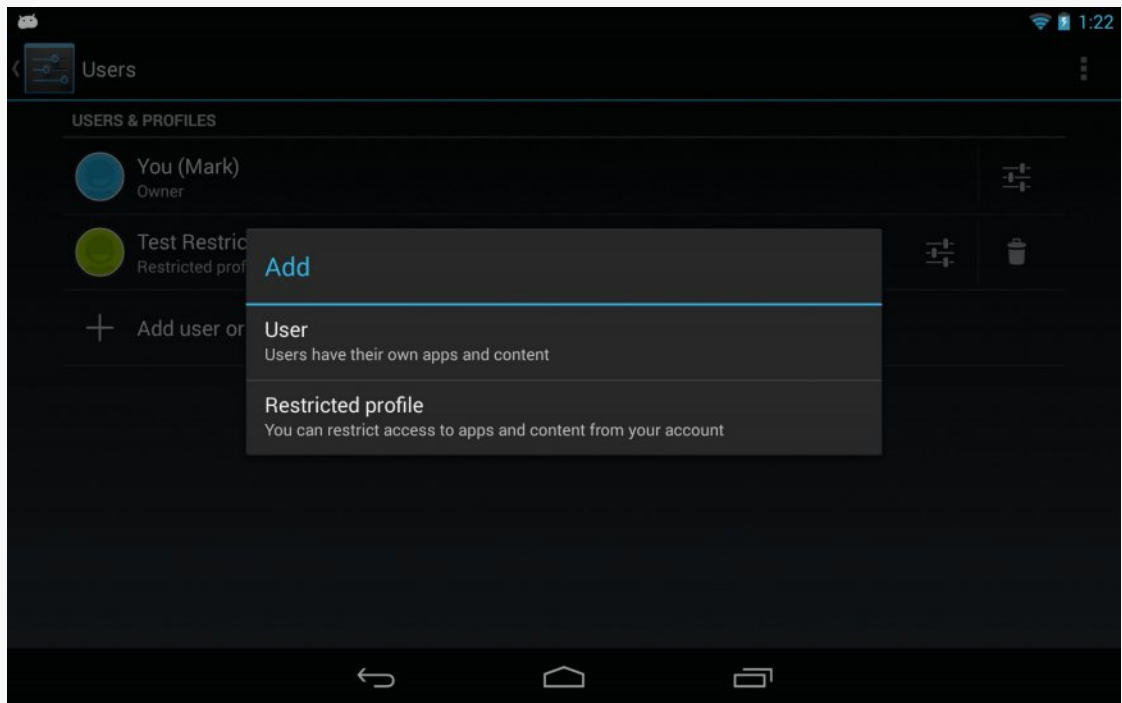 1:22
Users
USERS & PROFILES
You (Mark)
Owner
Test Restric
Restricted prof
Add user or
Add
User
Users have their own apps and content
Restricted profile
You can restrict access to apps and content from your account